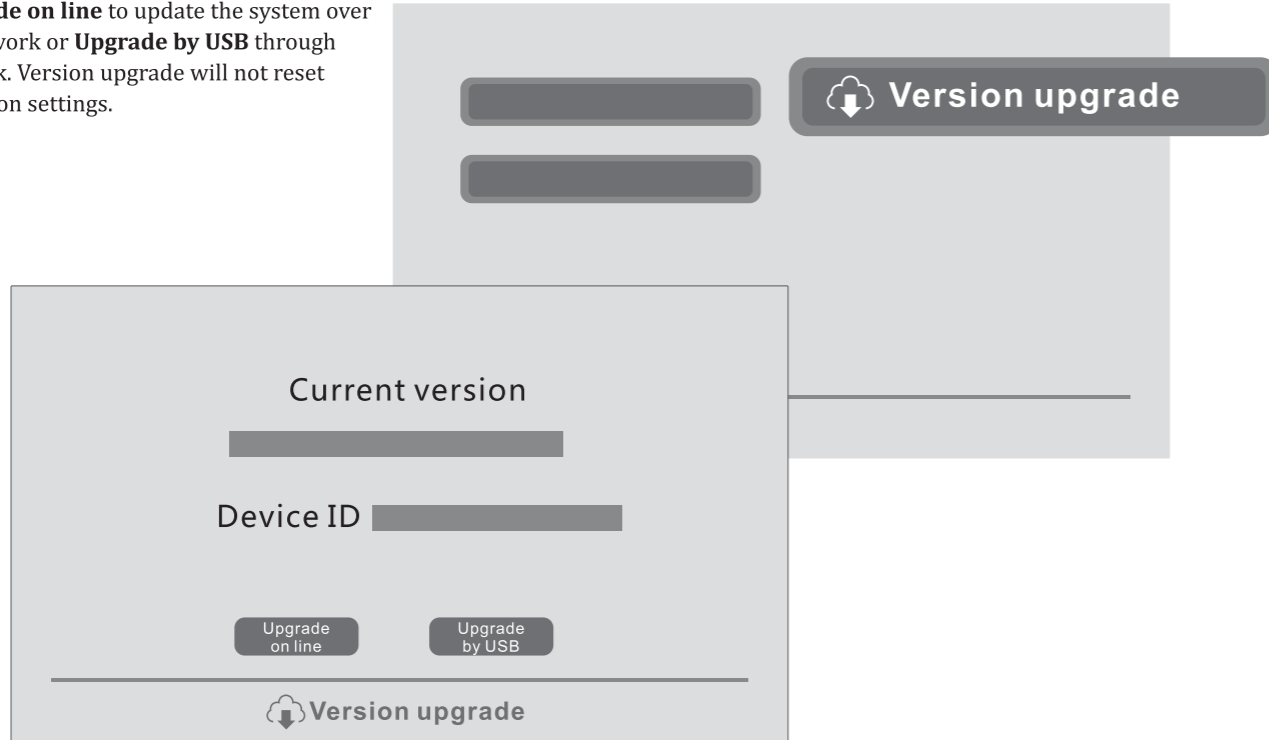 de on line to update the system over
work or Upgrade by USB through
k. Version upgrade will not reset
on settings.
Version upgrade
Current version
Device ID
Upgrade
on line
Upgrade
by USB
Version upgrade